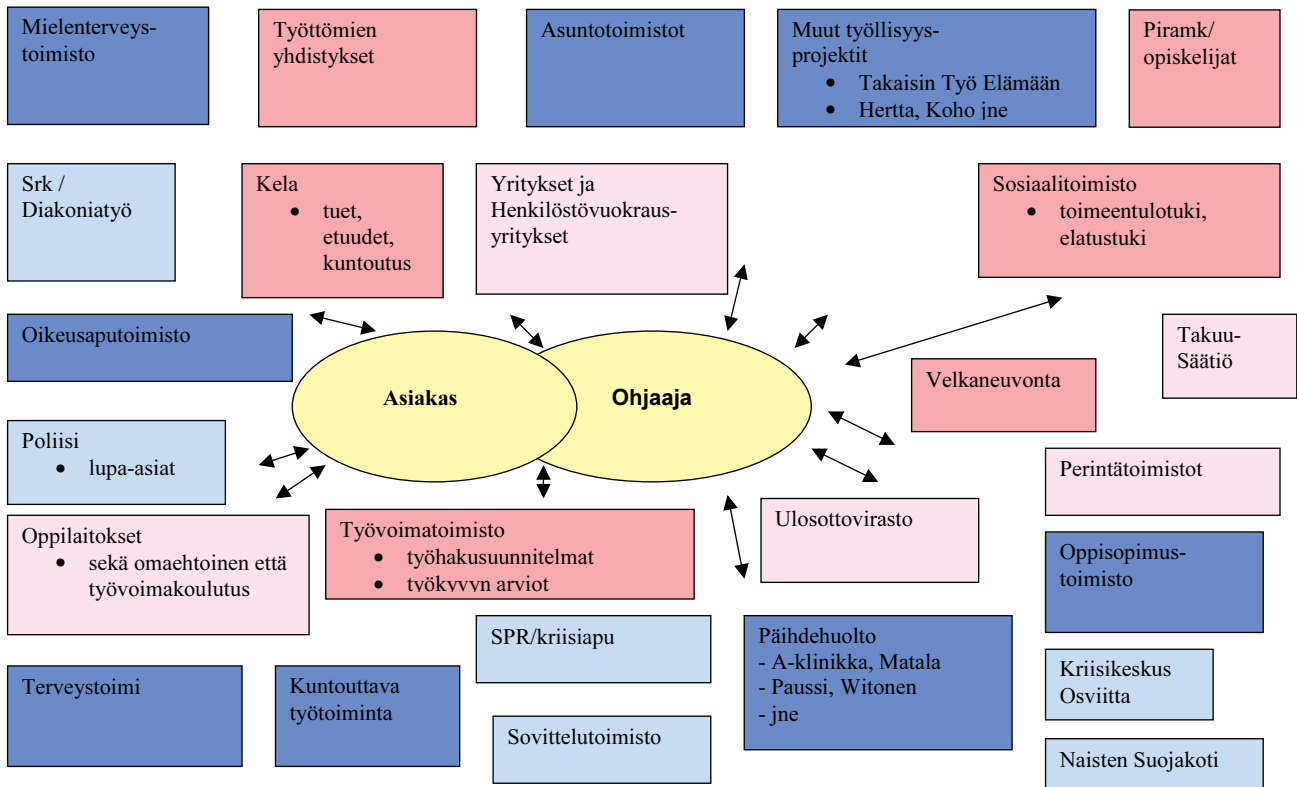 Mielenterveys-
toimisto
Työttömien
yhdistykset
Asuntotoimistot
Muut työllisyys-
projektit
• Takaisin Työ Elämään
• Hertta, Koho jne
Piramk/
opiskelijat
Srk /
Diakoniatyö
Kela
• tuet,
etuudet,
kuntoutus
Yritykset ja
Henkilöstövuokraus-
yritykset
Sosiaalitoimisto
• toimeentulotuki,
elatustuki
Oikeusaputoimisto
Takuu-
Säätiö
Asiakas
Ohjaaja
Velkaneuvonta
Poliisi
• lupa-asiat
Perintätoimistot
Oppilaitokset
• sekä omaehtoinen että
työvoimakoulutus
Työvoimatoimisto
• työhakusuunnitelmat
• työkyvyn arviot
Ulosottovirasto
Oppisopimus-
toimisto
SPR/kriisiapu
Päihdehuolto
- A-klinikka, Matala
- Paussi, Witonen
- jne
Terveystoimi
Kuntouttava
työtoiminta
Kriisikeskus
Osviitta
Sovittelutoimisto
Naisten Suojakoti